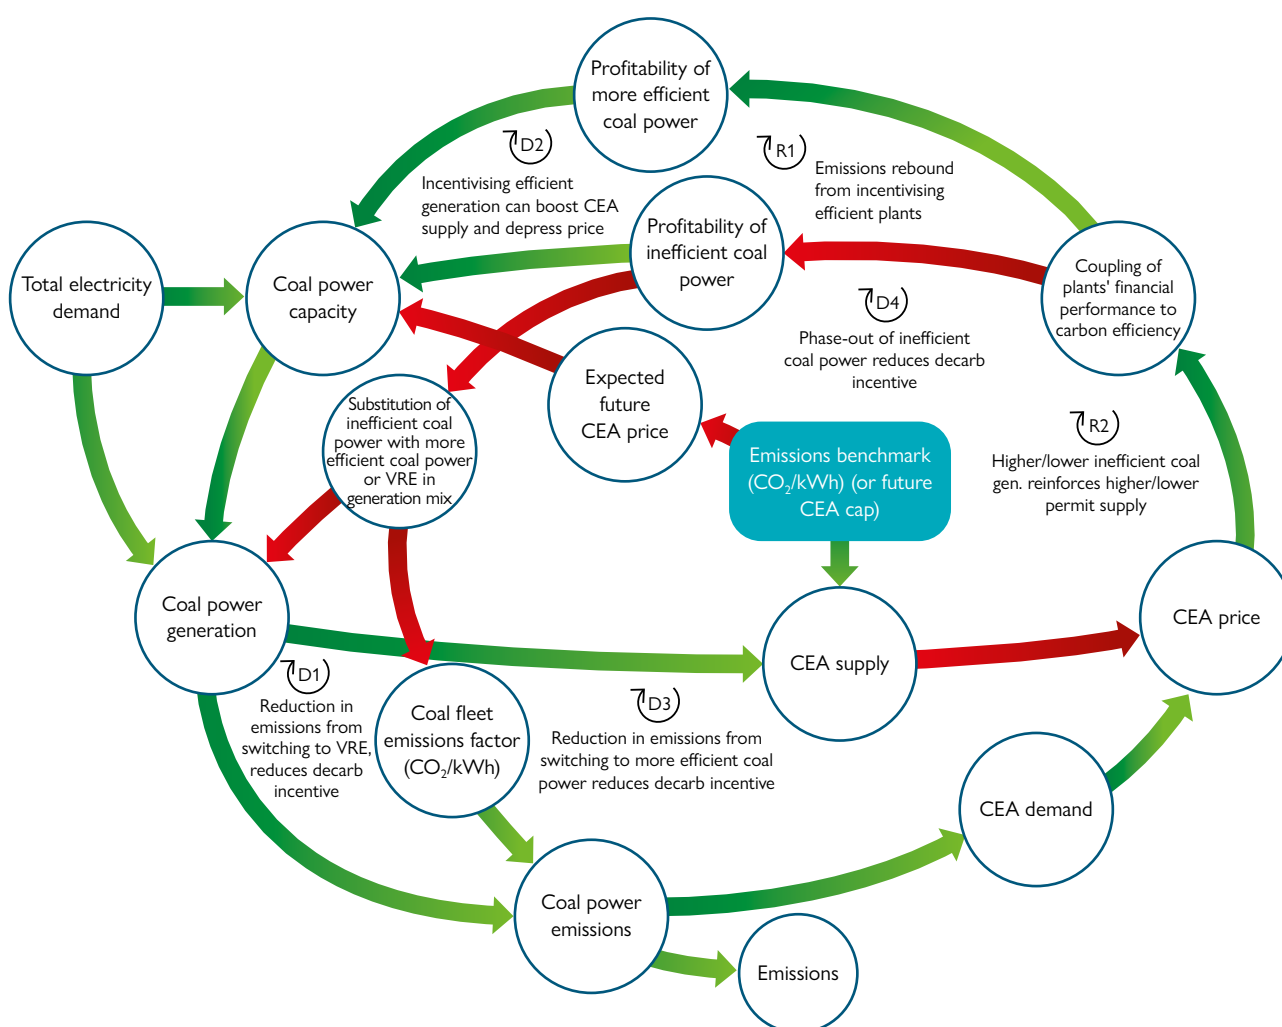 Profitability of
more efficient
coal power
D2
R1
Incentivising efficient
generation can boost CEA
supply and depress price
Emissions rebound
from incentivising
efficient plants
Profitability of
inefficient coal
power
Total electricity
demand
Coal power
capacity
Coupling of
plants' financial
performance to
carbon efficiency
D4
Phase-out of inefficient
coal power reduces decarb
incentive
Expected
future
CEA price
Substitution of
inefficient coal
power with more
efficient coal power
or VRE in
generation mix
R2
Higher/lower inefficient coal
gen. reinforces higher/lower
permit supply
Emissions benchmark
(CO₂/kWh) (or future
CEA cap)
Coal power
generation
CEA supply
CEA price
D1
Reduction in
emissions from
switching to VRE,
reduces decarb
incentive
Coal fleet
emissions factor
(CO₂/kWh)
D3
Reduction in emissions from
switching to more efficient coal
power reduces decarb incentive
CEA demand
Coal power
emissions
Emissions